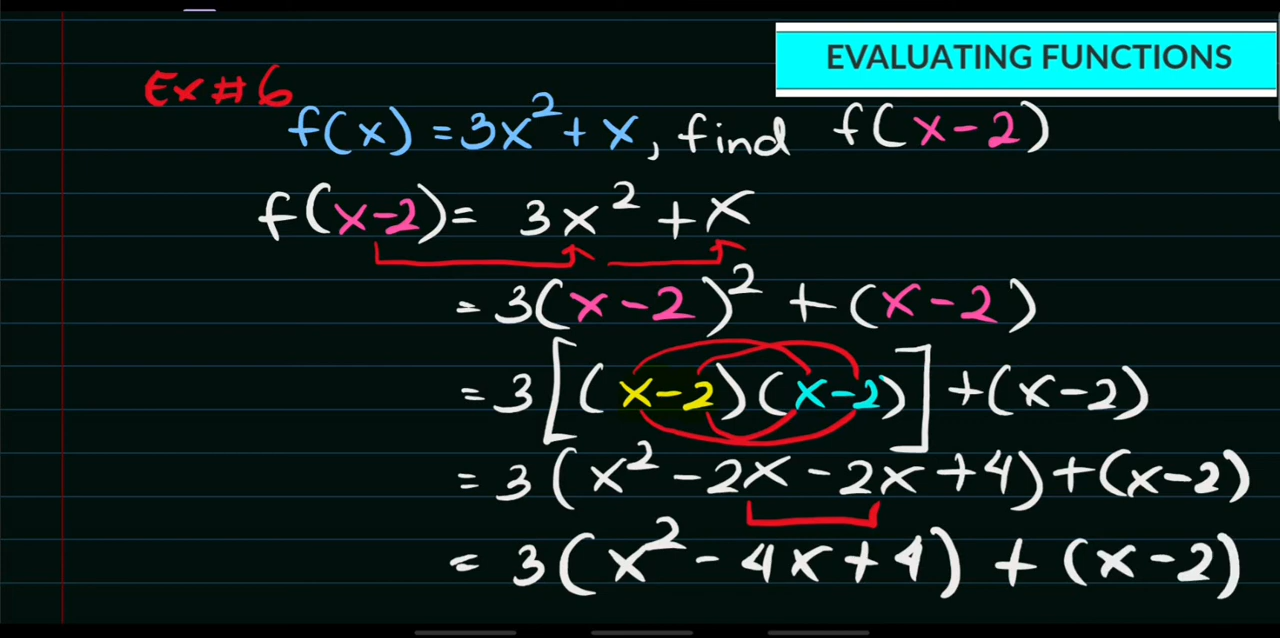 EVALUATING FUNCTIONS
Ex#6
f(x) = 3x² + x, find f(x-2)
f(x-2) = 3x² + x
= 3(x-2)² + (x-2)
= 3[(x-2)(x-2)] + (x-2)
= 3(x² - 2x - 2x + 4) + (x-2)
= 3(x² - 4x + 4) + (x-2)